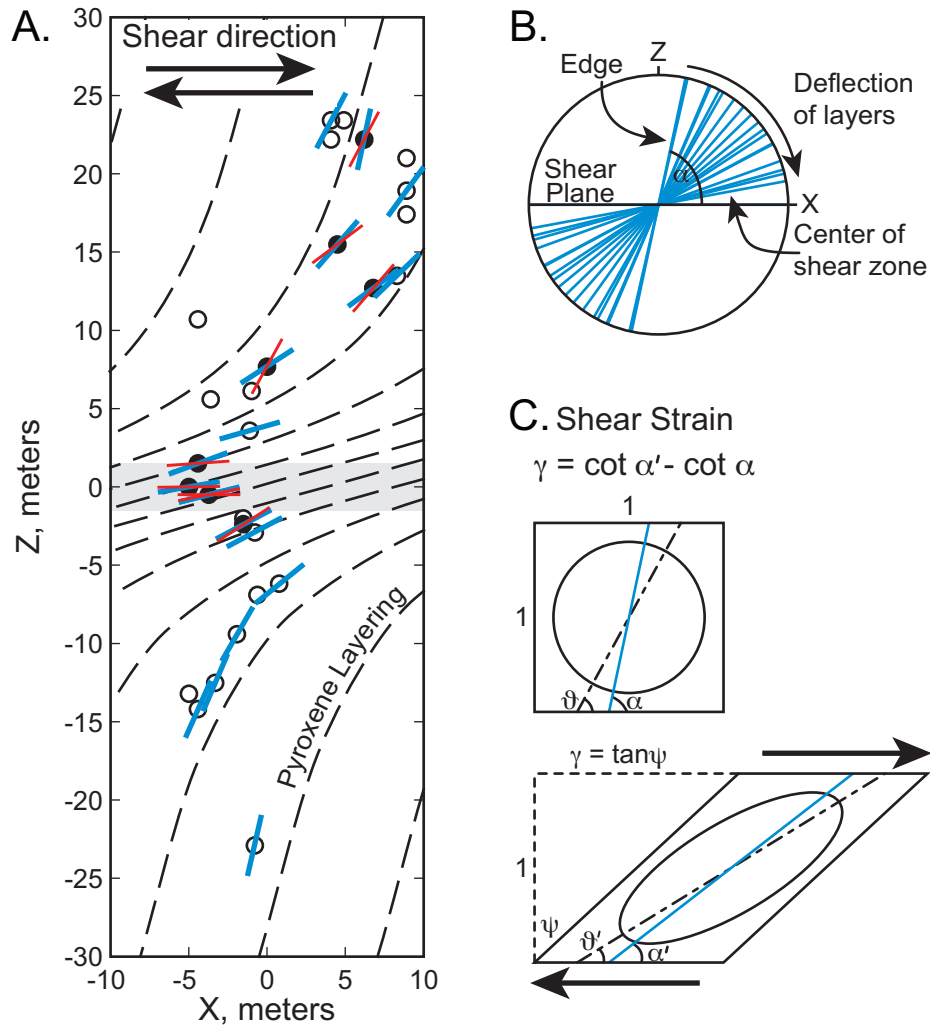 A.
Shear direction
30
25
20
15
10
5
0
-5
-10
-15
-20
-25
-30
Z, meters
-10
-5
0
5
10
X, meters
Pyroxene Layering
B.
Z
Edge
Deflection
of layers
α
Shear
Plane
X
Center of
shear zone
C. Shear Strain
γ = cot α′ - cot α
1
1
ϑ
α
γ = tanψ
1
ψ
ϑ′
α′